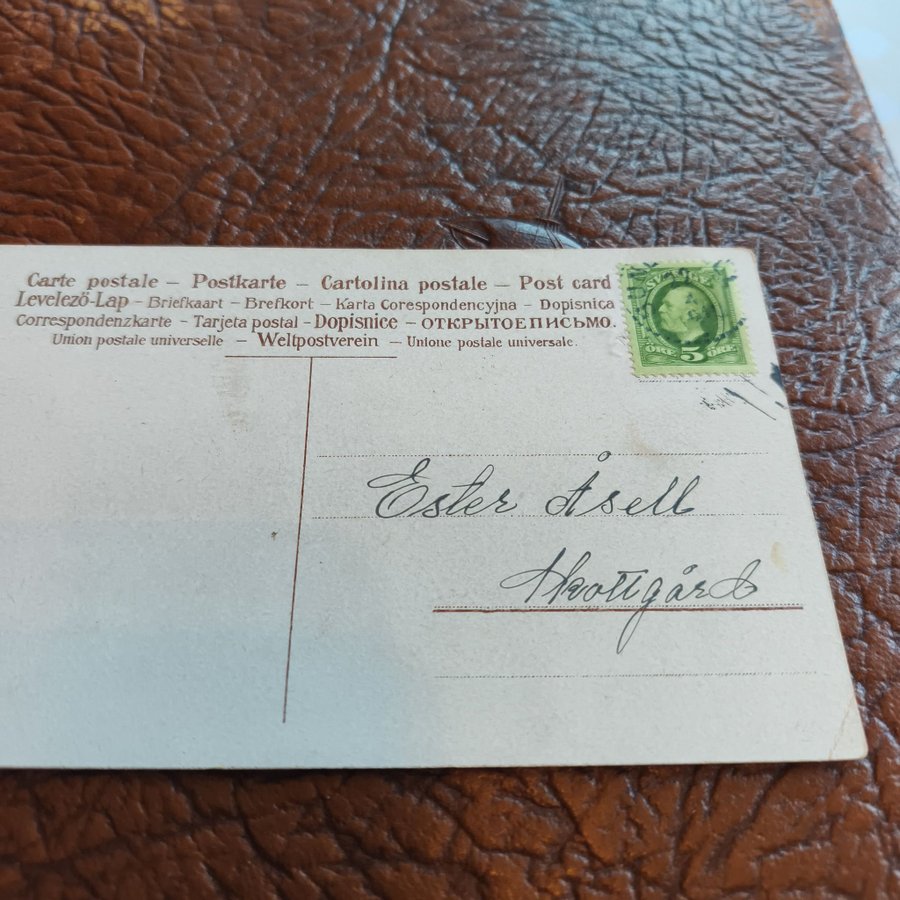 Carte postale – Postkarte – Cartolina postale – Post card
Levelező-Lap – Briefkaart – Brefkort – Karta Corespondencyjna – Dopisnica
Correspondenzkarte – Tarjeta postal – Dopisnice – ОТКРЫТОЕ ПИСЬМО.
Union postale universelle – Weltpostverein – Unione postale universale.
SVERIGE
ÖRE 5 ÖRE
Ester Åsell